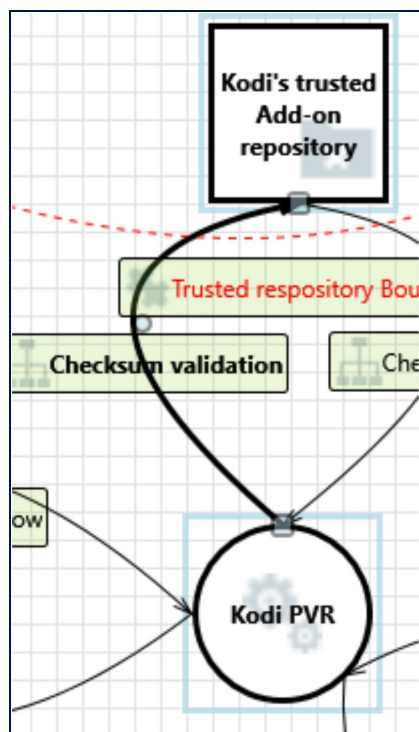 Kodi's trusted
Add-on
repository
Trusted respository Bou
Checksum validation
Che
ow
Kodi PVR